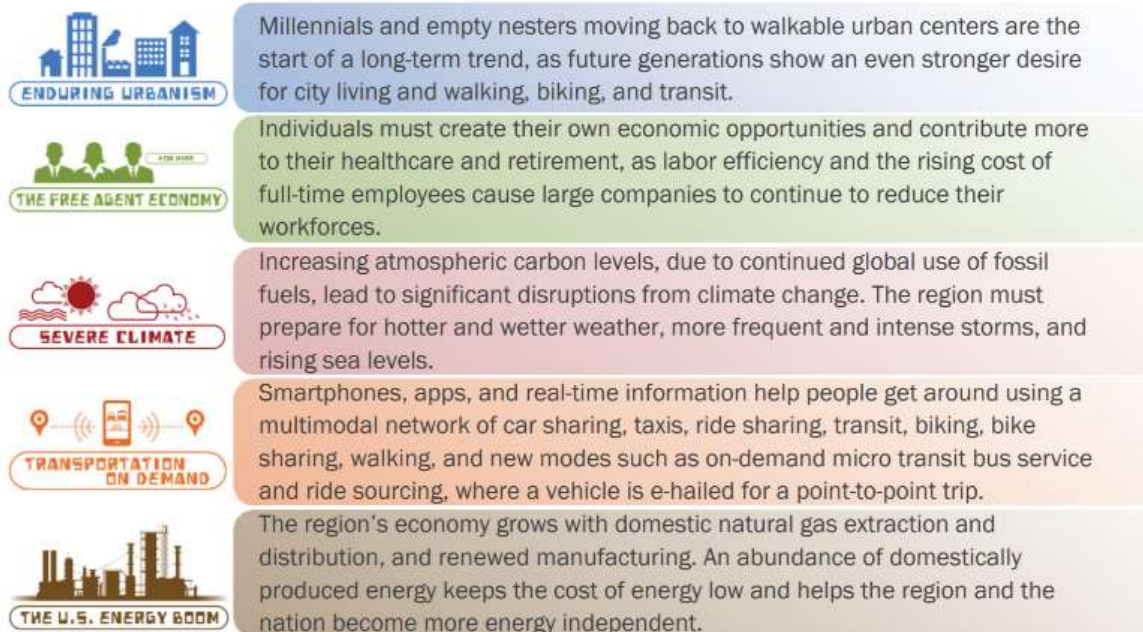 Millennials and empty nesters moving back to walkable urban centers are the
start of a long-term trend, as future generations show an even stronger desire
for city living and walking, biking, and transit.
ENDURING URBANISM
Individuals must create their own economic opportunities and contribute more
to their healthcare and retirement, as labor efficiency and the rising cost of
full-time employees cause large companies to continue to reduce their
workforces.
FOR HIRE
THE FREE AGENT ECONOMY
Increasing atmospheric carbon levels, due to continued global use of fossil
fuels, lead to significant disruptions from climate change. The region must
prepare for hotter and wetter weather, more frequent and intense storms, and
rising sea levels.
SEVERE CLIMATE
Smartphones, apps, and real-time information help people get around using a
multimodal network of car sharing, taxis, ride sharing, transit, biking, bike
sharing, walking, and new modes such as on-demand micro transit bus service
and ride sourcing, where a vehicle is e-hailed for a point-to-point trip.
TRANSPORTATION
ON DEMAND
The region's economy grows with domestic natural gas extraction and
distribution, and renewed manufacturing. An abundance of domestically
produced energy keeps the cost of energy low and helps the region and the
nation become more energy independent.
THE U.S. ENERGY BOOM